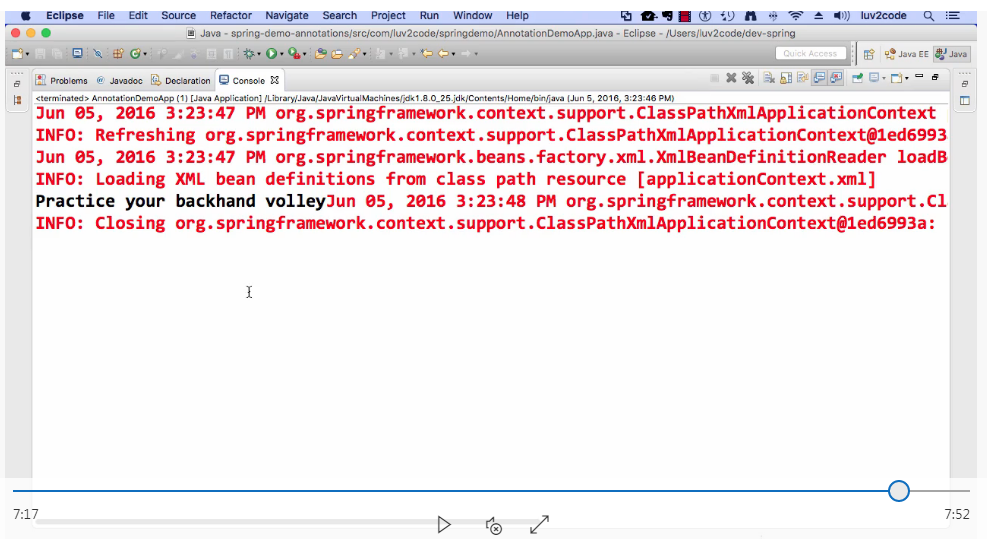 Eclipse File Edit Source Refactor Navigate Search Project Run Window Help luv2code
Java - spring-demo-annotations/src/com/luv2code/springdemo/AnnotationDemoApp.java - Eclipse - /Users/luv2code/dev-spring
Quick Access Java EE Java
Problems Javadoc Declaration Console
<terminated> AnnotationDemoApp (1) [Java Application] /Library/Java/JavaVirtualMachines/jdk1.8.0_25.jdk/Contents/Home/bin/java (Jun 5, 2016, 3:23:46 PM)
Jun 05, 2016 3:23:47 PM org.springframework.context.support.ClassPathXmlApplicationContext
INFO: Refreshing org.springframework.context.support.ClassPathXmlApplicationContext@1ed6993
Jun 05, 2016 3:23:47 PM org.springframework.beans.factory.xml.XmlBeanDefinitionReader loadB
INFO: Loading XML bean definitions from class path resource [applicationContext.xml]
Practice your backhand volleyJun 05, 2016 3:23:48 PM org.springframework.context.support.Cl
INFO: Closing org.springframework.context.support.ClassPathXmlApplicationContext@1ed6993a:
7:17 7:52